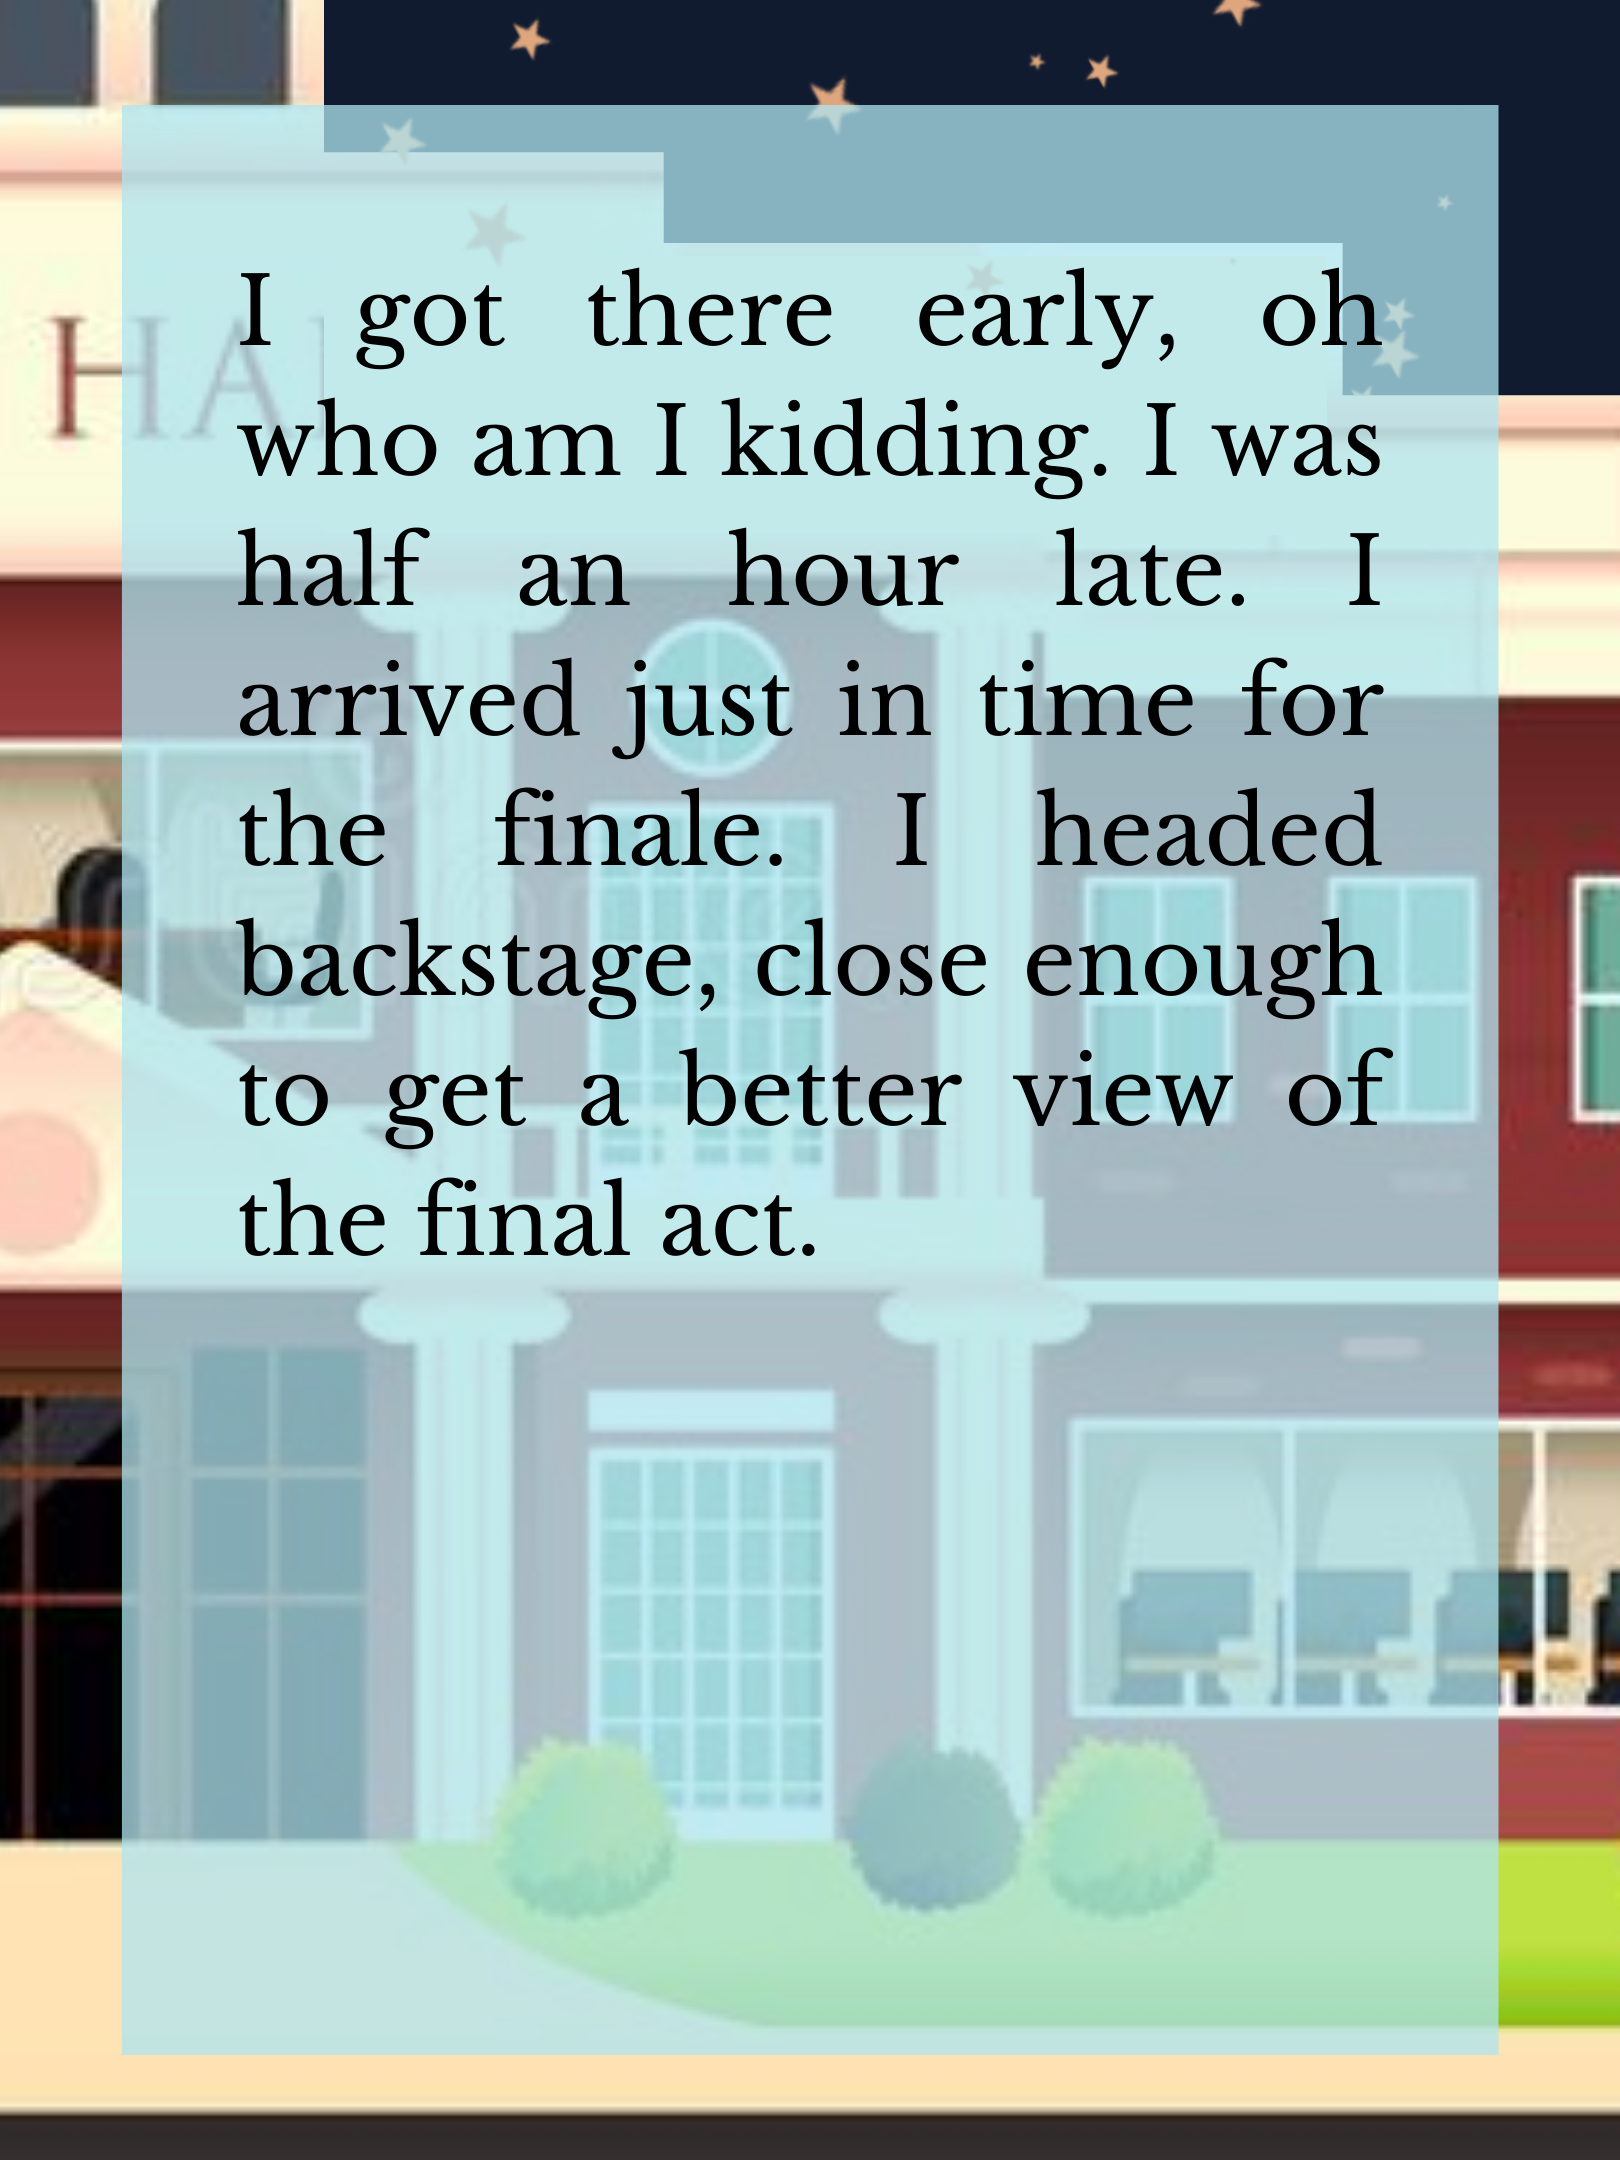 HA
I got there early, oh
who am I kidding. I was
half an hour late. I
arrived just in time for
the finale. I headed
backstage, close enough
to get a better view of
the final act.